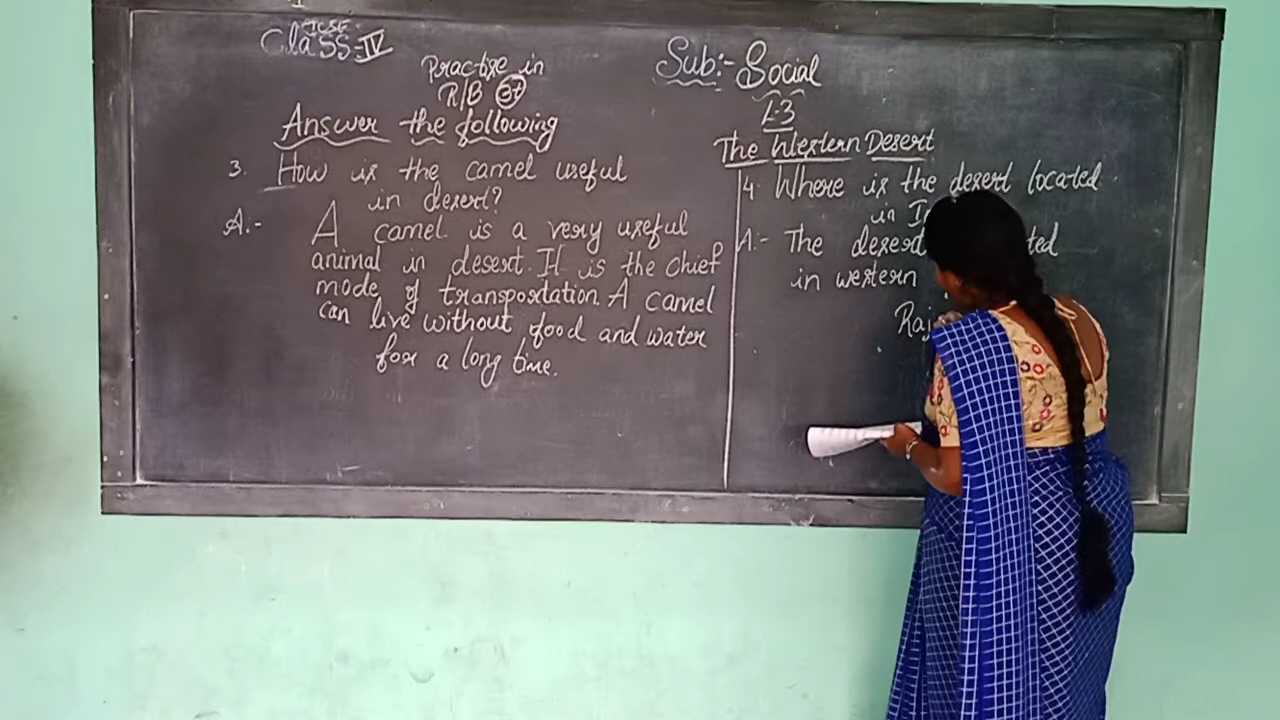 ICSE
Class-IV
Practise in
R/B 37
Answer the following
3. How is the camel useful
in desert?
A.- A camel is a very useful
animal in desert. It is the chief
mode of transportation. A camel
can live without food and water
for a long time.
Sub:- Social
L-3
The Western Desert
4. Where is the desert located
in
A:- The desert
in western